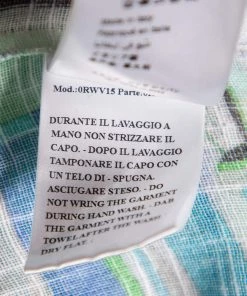 Mod.:0RWV15 Parte:
DURANTE IL LAVAGGIO A
MANO NON STRIZZARE IL
CAPO. - DOPO IL LAVAGGIO
TAMPONARE IL CAPO CON
UN TELO DI - SPUGNA.
ASCIUGARE STESO. - DO
NOT WRING THE GARMENT
DURING HAND WASH. - DAB
THE GARMENT WITH A
TOWEL AFTER THE WASH
DRY FLAT.